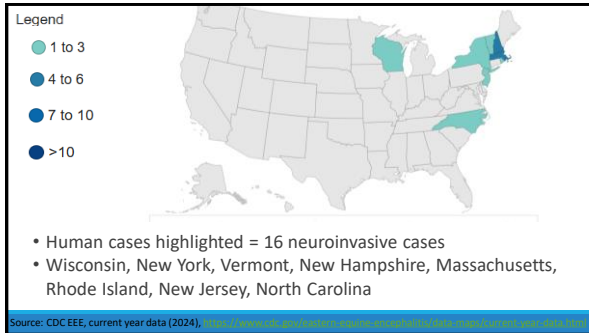 Legend
1 to 3
4 to 6
7 to 10
>10
• Human cases highlighted = 16 neuroinvasive cases
• Wisconsin, New York, Vermont, New Hampshire, Massachusetts,
Rhode Island, New Jersey, North Carolina
Source: CDC EEE, current year data (2024), https://www.cdc.gov/eastern-equine-encephalitis/data-maps/current-year-data.html